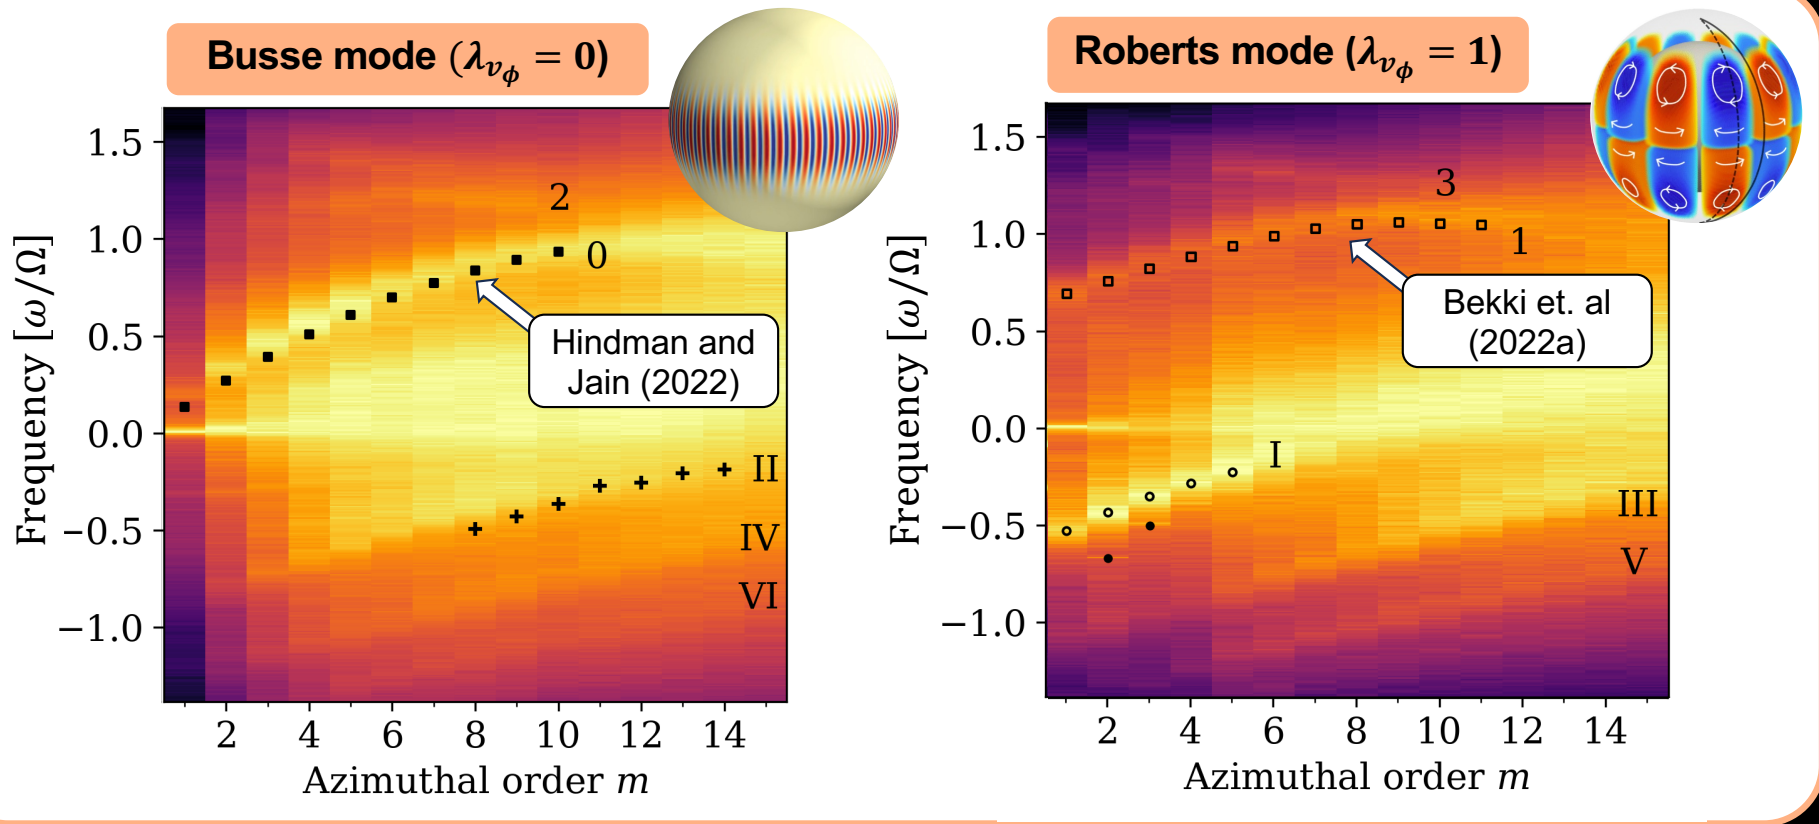 Busse mode (λ_{v_ϕ} = 0)
1.5
1.0
0.5
0.0
−0.5
−1.0
Frequency [ω/Ω]
2
0
Hindman and
Jain (2022)
II
IV
VI
2 4 6 8 10 12 14
Azimuthal order m
Roberts mode (λ_{v_ϕ} = 1)
1.5
1.0
0.5
0.0
−0.5
−1.0
Frequency [ω/Ω]
3
1
Bekki et. al
(2022a)
I
III
V
2 4 6 8 10 12 14
Azimuthal order m